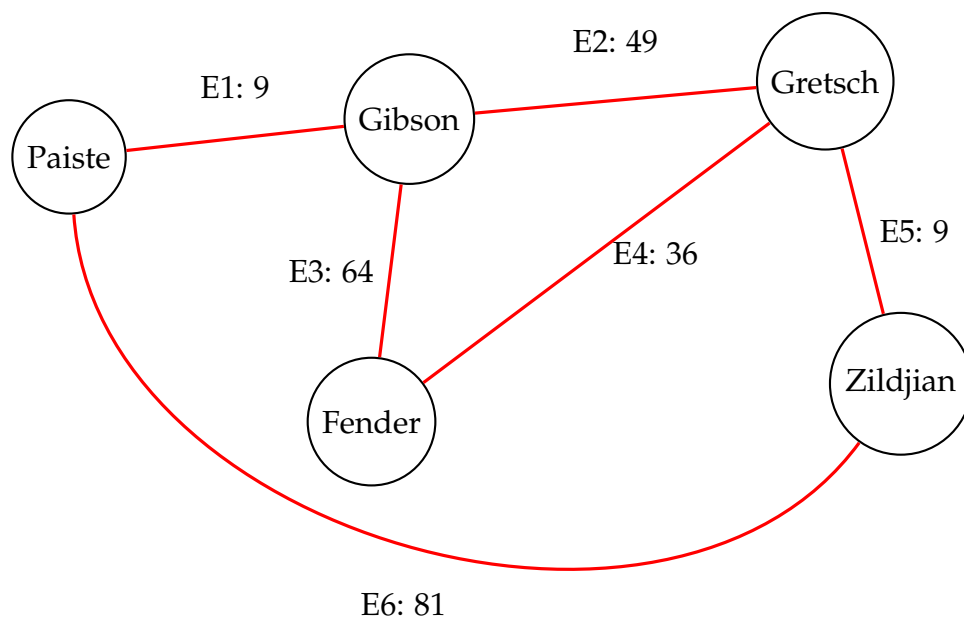 E2: 49
Gretsch
E1: 9
Gibson
Paiste
E5: 9
E4: 36
E3: 64
Zildjian
Fender
E6: 81